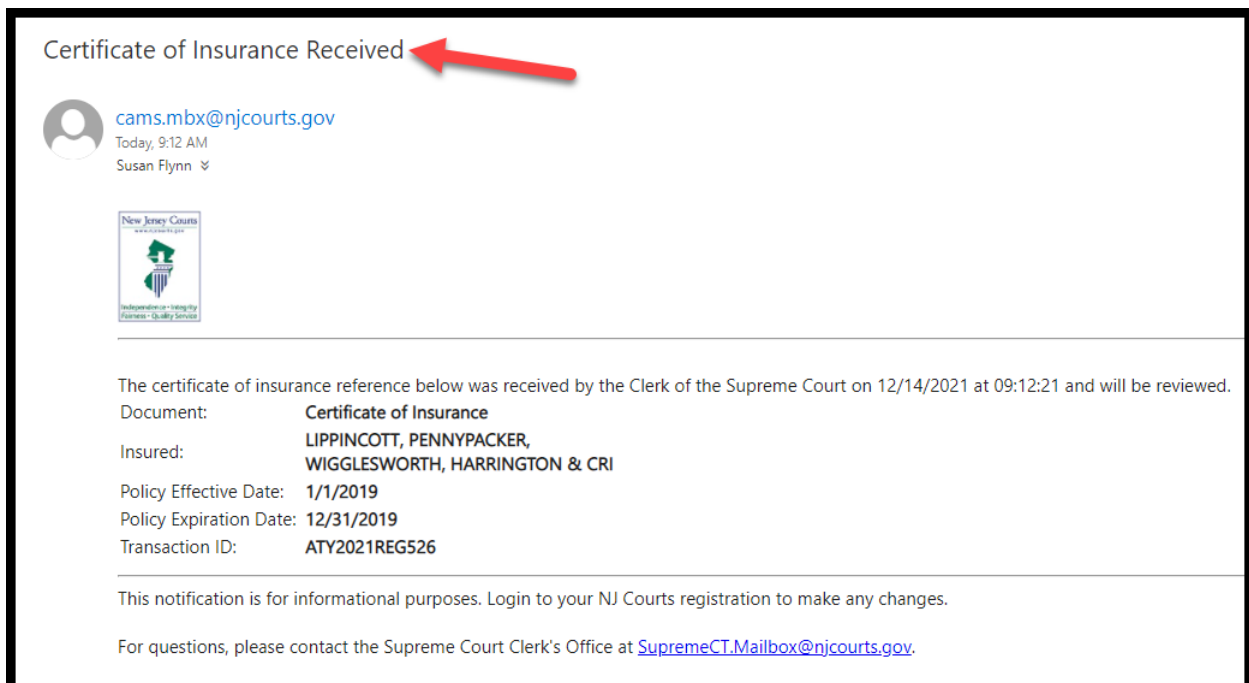 Certificate of Insurance Received
cams.mbx@njcourts.gov
Today, 9:12 AM
Susan Flynn
New Jersey Courts
www.njcourts.gov
Independence • Integrity
Fairness • Quality Service
The certificate of insurance reference below was received by the Clerk of the Supreme Court on 12/14/2021 at 09:12:21 and will be reviewed.
Document: Certificate of Insurance
Insured: LIPPINCOTT, PENNYPACKER,
WIGGLESWORTH, HARRINGTON & CRI
Policy Effective Date: 1/1/2019
Policy Expiration Date: 12/31/2019
Transaction ID: ATY2021REG526
This notification is for informational purposes. Login to your NJ Courts registration to make any changes.
For questions, please contact the Supreme Court Clerk's Office at SupremeCT.Mailbox@njcourts.gov.